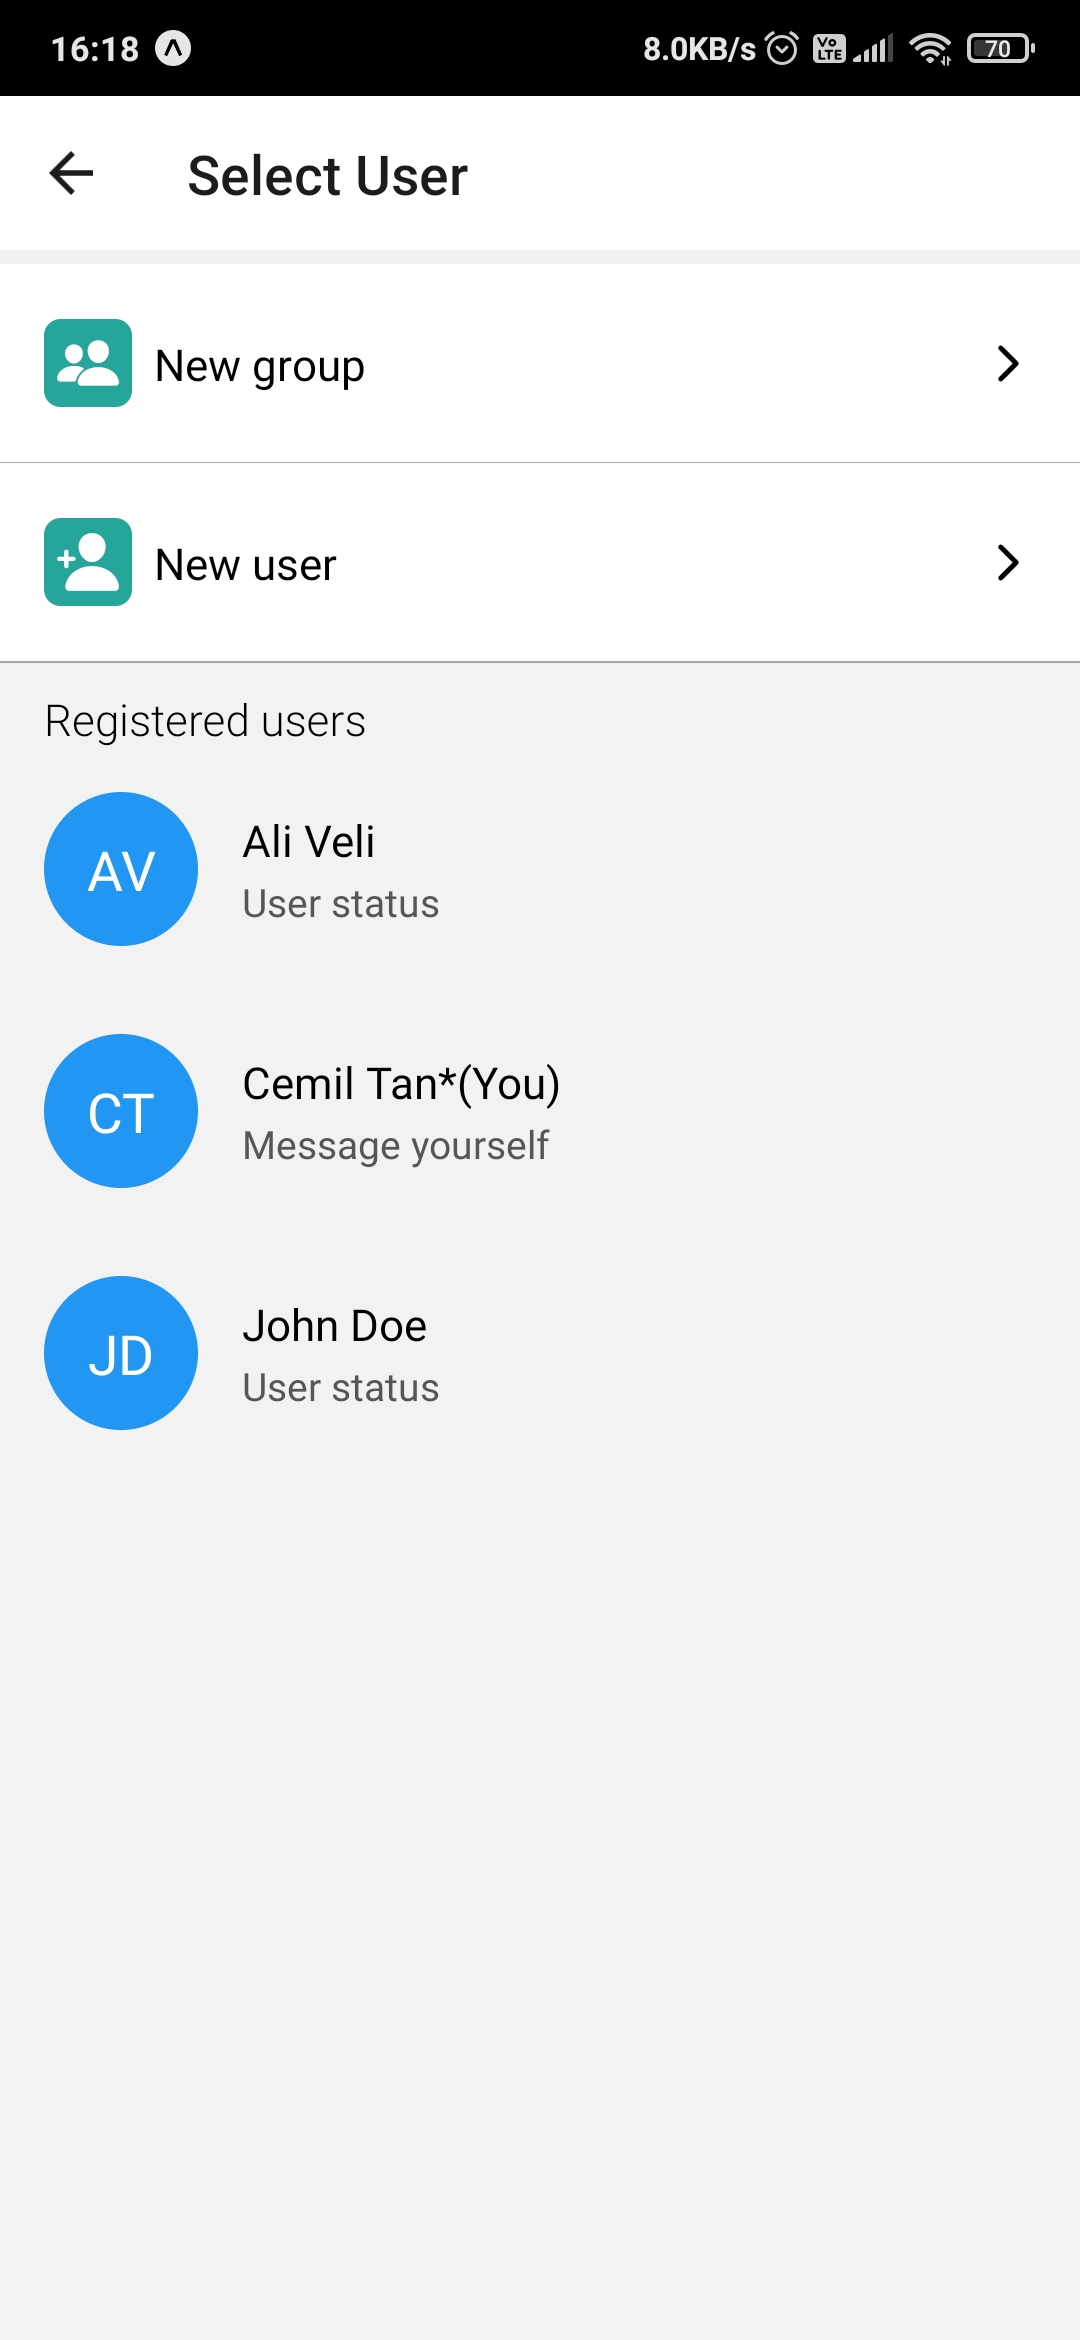 16:18 8.0KB/s Vo LTE 70
Select User
New group
New user
Registered users
AV
Ali Veli
User status
CT
Cemil Tan*(You)
Message yourself
JD
John Doe
User status